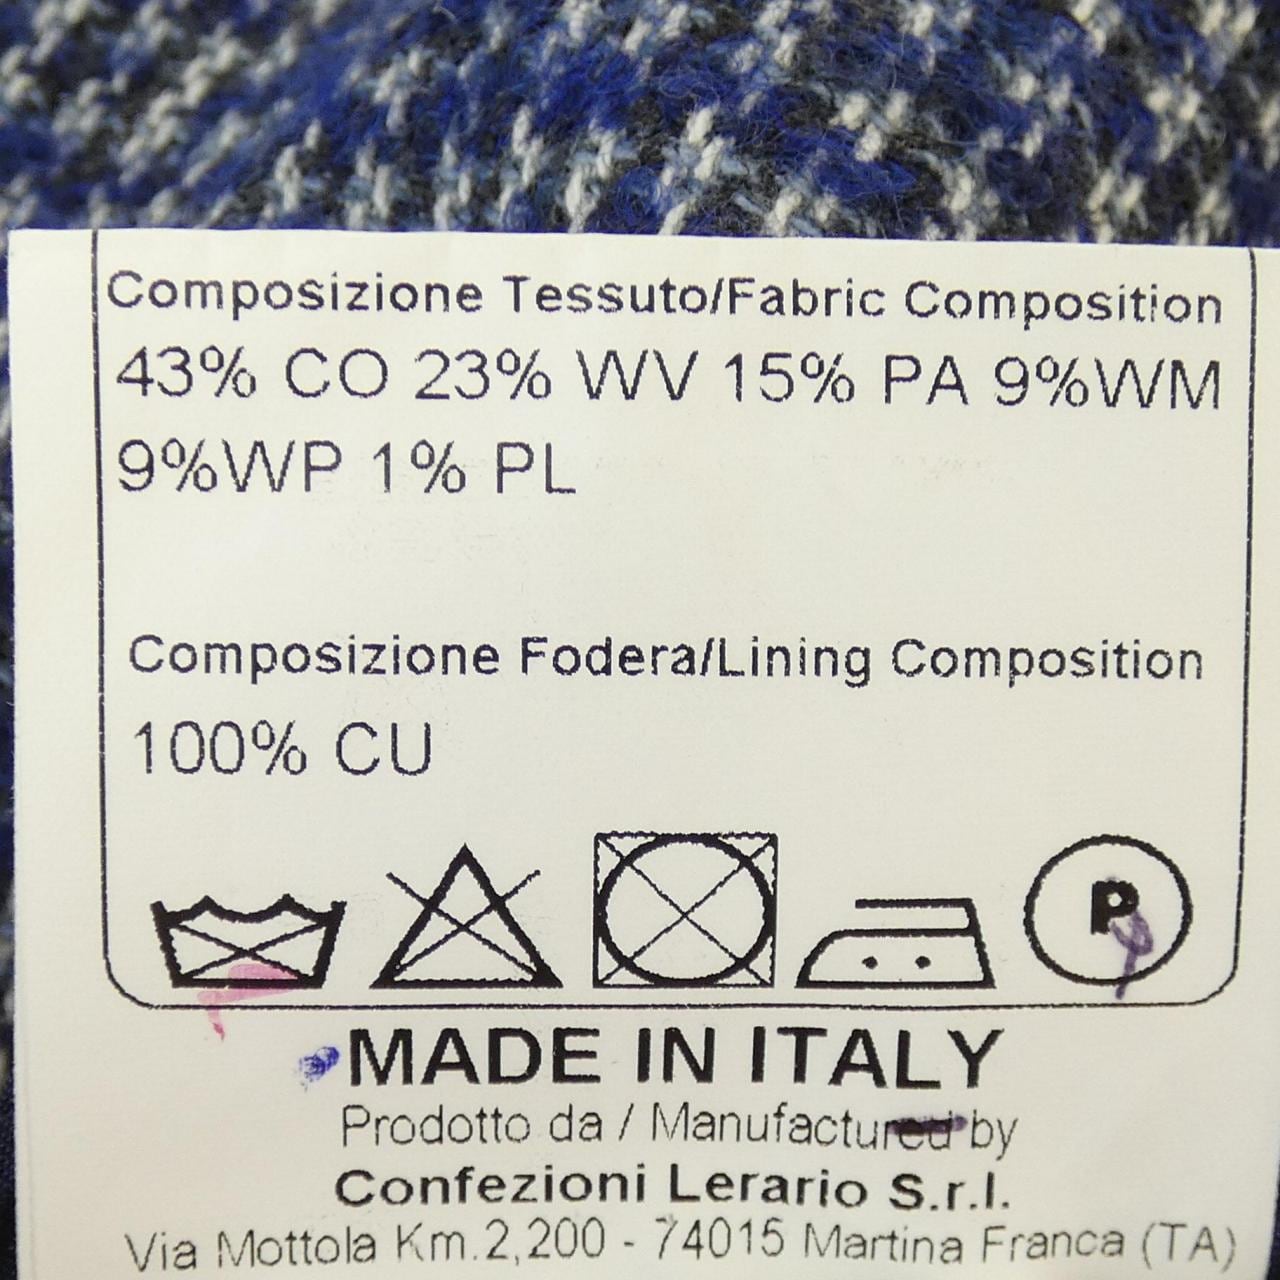 Composizione Tessuto/Fabric Composition
43% CO 23% WV 15% PA 9%WM
9%WP 1% PL
Composizione Fodera/Lining Composition
100% CU
P
MADE IN ITALY
Prodotto da / Manufactured by
Confezioni Lerario S.r.l.
Via Mottola Km.2,200 - 74015 Martina Franca (TA)